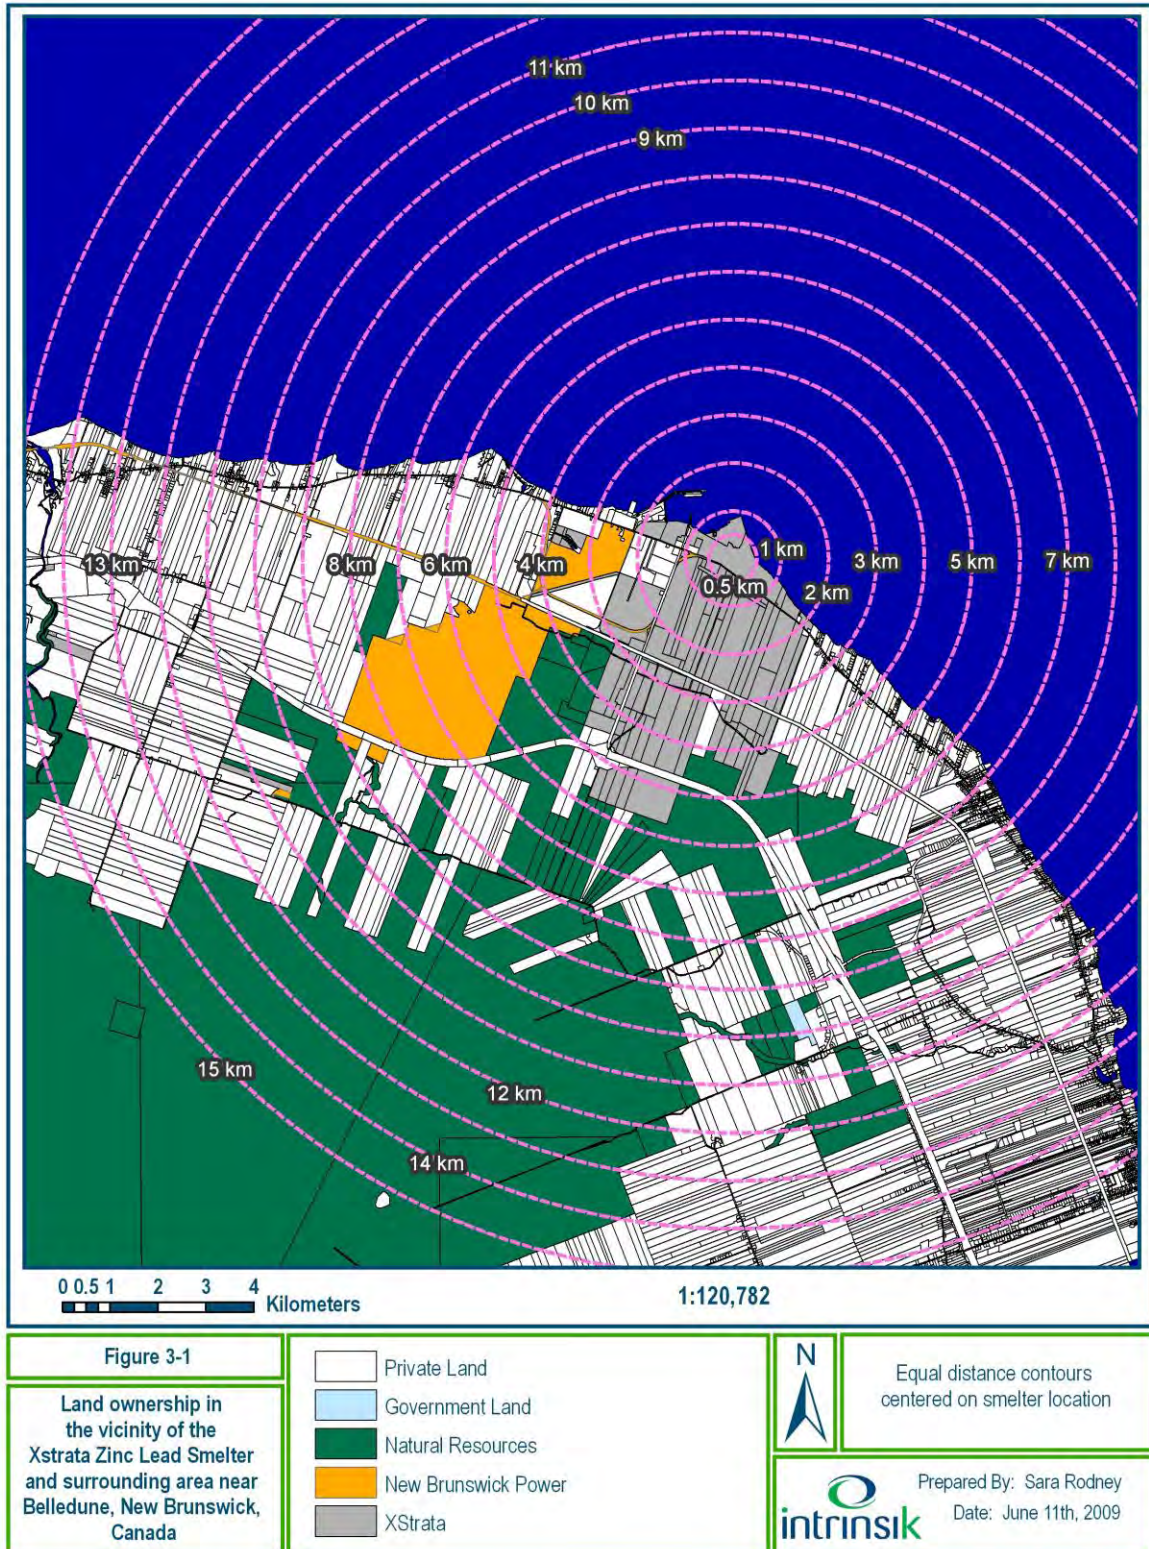 11 km
10 km
9 km
1 km
3 km
5 km
7 km
13 km
8 km
6 km
4 km
0.5 km
2 km
15 km
12 km
14 km
0 0.5 1 2 3 4
Kilometers
1:120,782
Figure 3-1
Land ownership in
the vicinity of the
Xstrata Zinc Lead Smelter
and surrounding area near
Belledune, New Brunswick,
Canada
Private Land
Government Land
Natural Resources
New Brunswick Power
XStrata
N
Equal distance contours
centered on smelter location
intrinsik
Prepared By: Sara Rodney
Date: June 11th, 2009